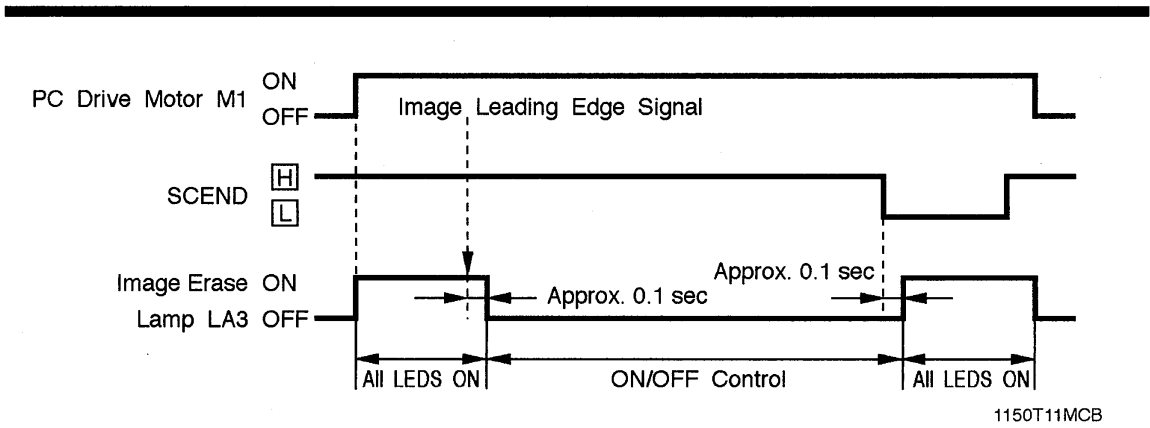 PC Drive Motor M1 ON
OFF
Image Leading Edge Signal
SCEND H
L
Image Erase ON
Lamp LA3 OFF
Approx. 0.1 sec
Approx. 0.1 sec
All LEDS ON
ON/OFF Control
All LEDS ON
1150T11MCB